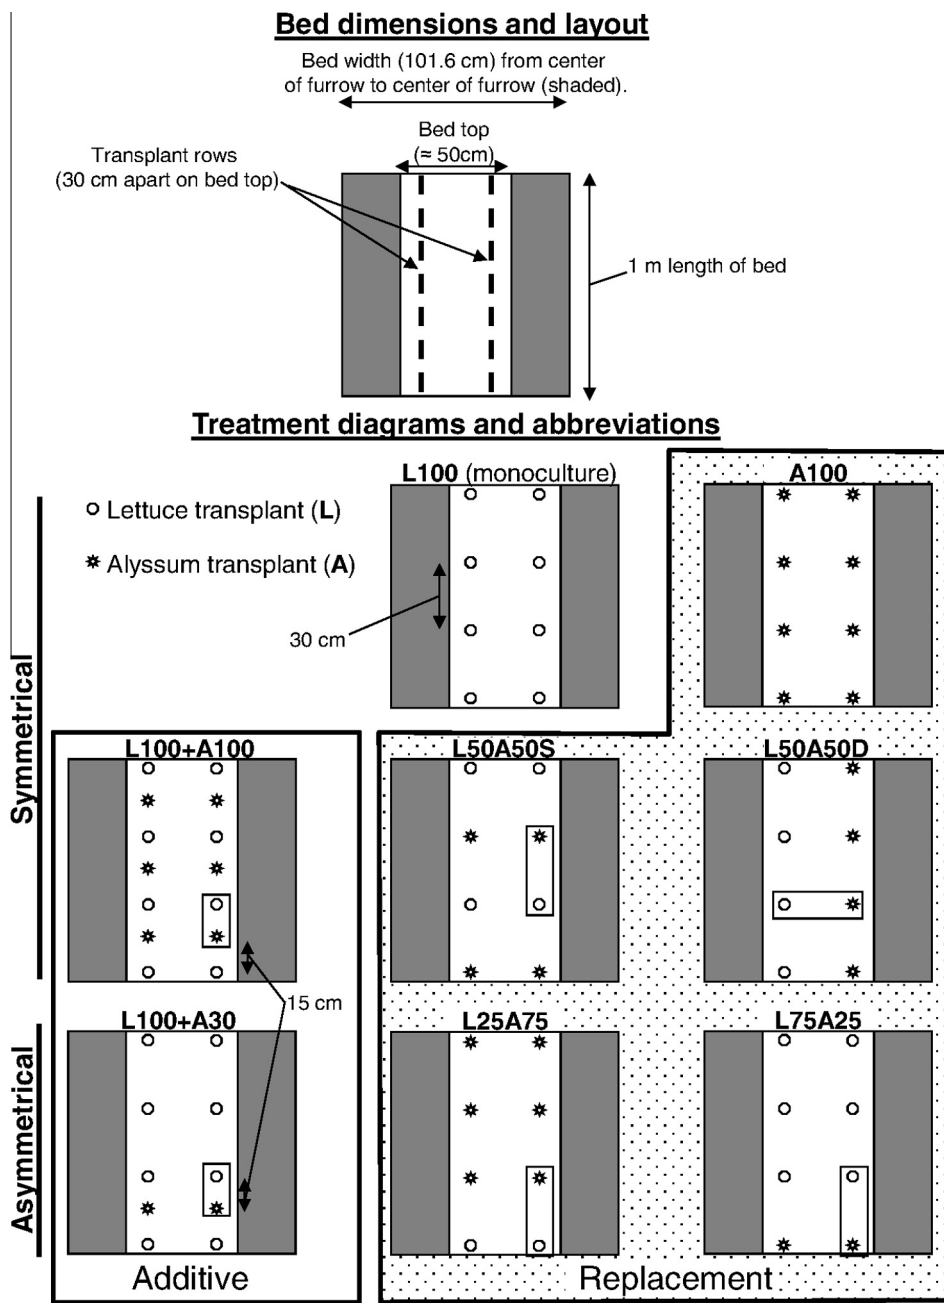 Bed dimensions and layout
Bed width (101.6 cm) from center
of furrow to center of furrow (shaded).
Bed top
(≈ 50cm)
Transplant rows
(30 cm apart on bed top)
1 m length of bed
Treatment diagrams and abbreviations
L100 (monoculture)
A100
Lettuce transplant (L)
Alyssum transplant (A)
30 cm
Symmetrical
L100+A100
L50A50S
L50A50D
15 cm
Asymmetrical
L100+A30
L25A75
L75A25
Additive
Replacement